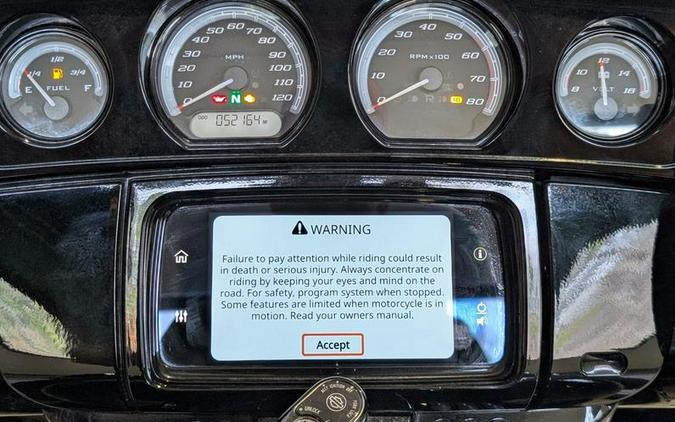 1/2
1/4 3/4
E FUEL F
MPH
0 10 20 30 40 50 60 70 80 90 100 110 120
N
ODO 052164 MI
RPMx100
0 10 20 30 40 50 60 70 80
R
12
10 14
8 VOLT 16
WARNING
Failure to pay attention while riding could result
in death or serious injury. Always concentrate on
riding by keeping your eyes and mind on the
road. For safety, program system when stopped.
Some features are limited when motorcycle is in
motion. Read your owners manual.
Accept
UNLOCK